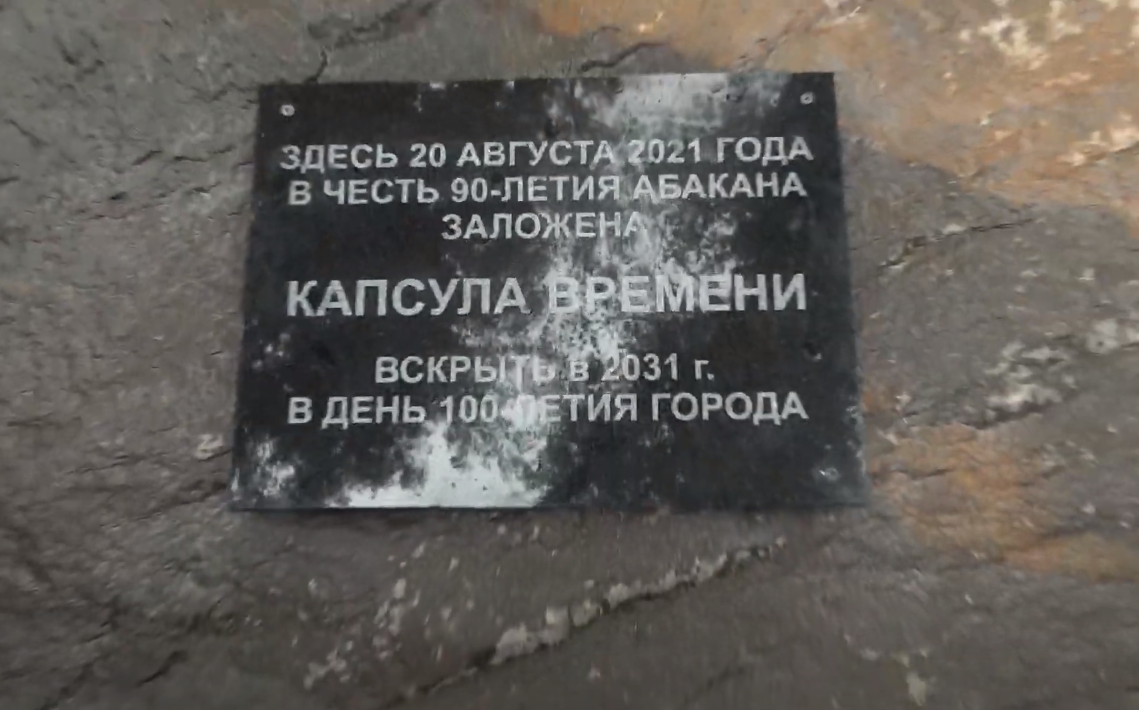 ЗДЕСЬ 20 АВГУСТА 2021 ГОДА
В ЧЕСТЬ 90-ЛЕТИЯ АБАКАНА
ЗАЛОЖЕНА
КАПСУЛА ВРЕМЕНИ
ВСКРЫТЬ В 2031 г.
В ДЕНЬ 100-ЛЕТИЯ ГОРОДА